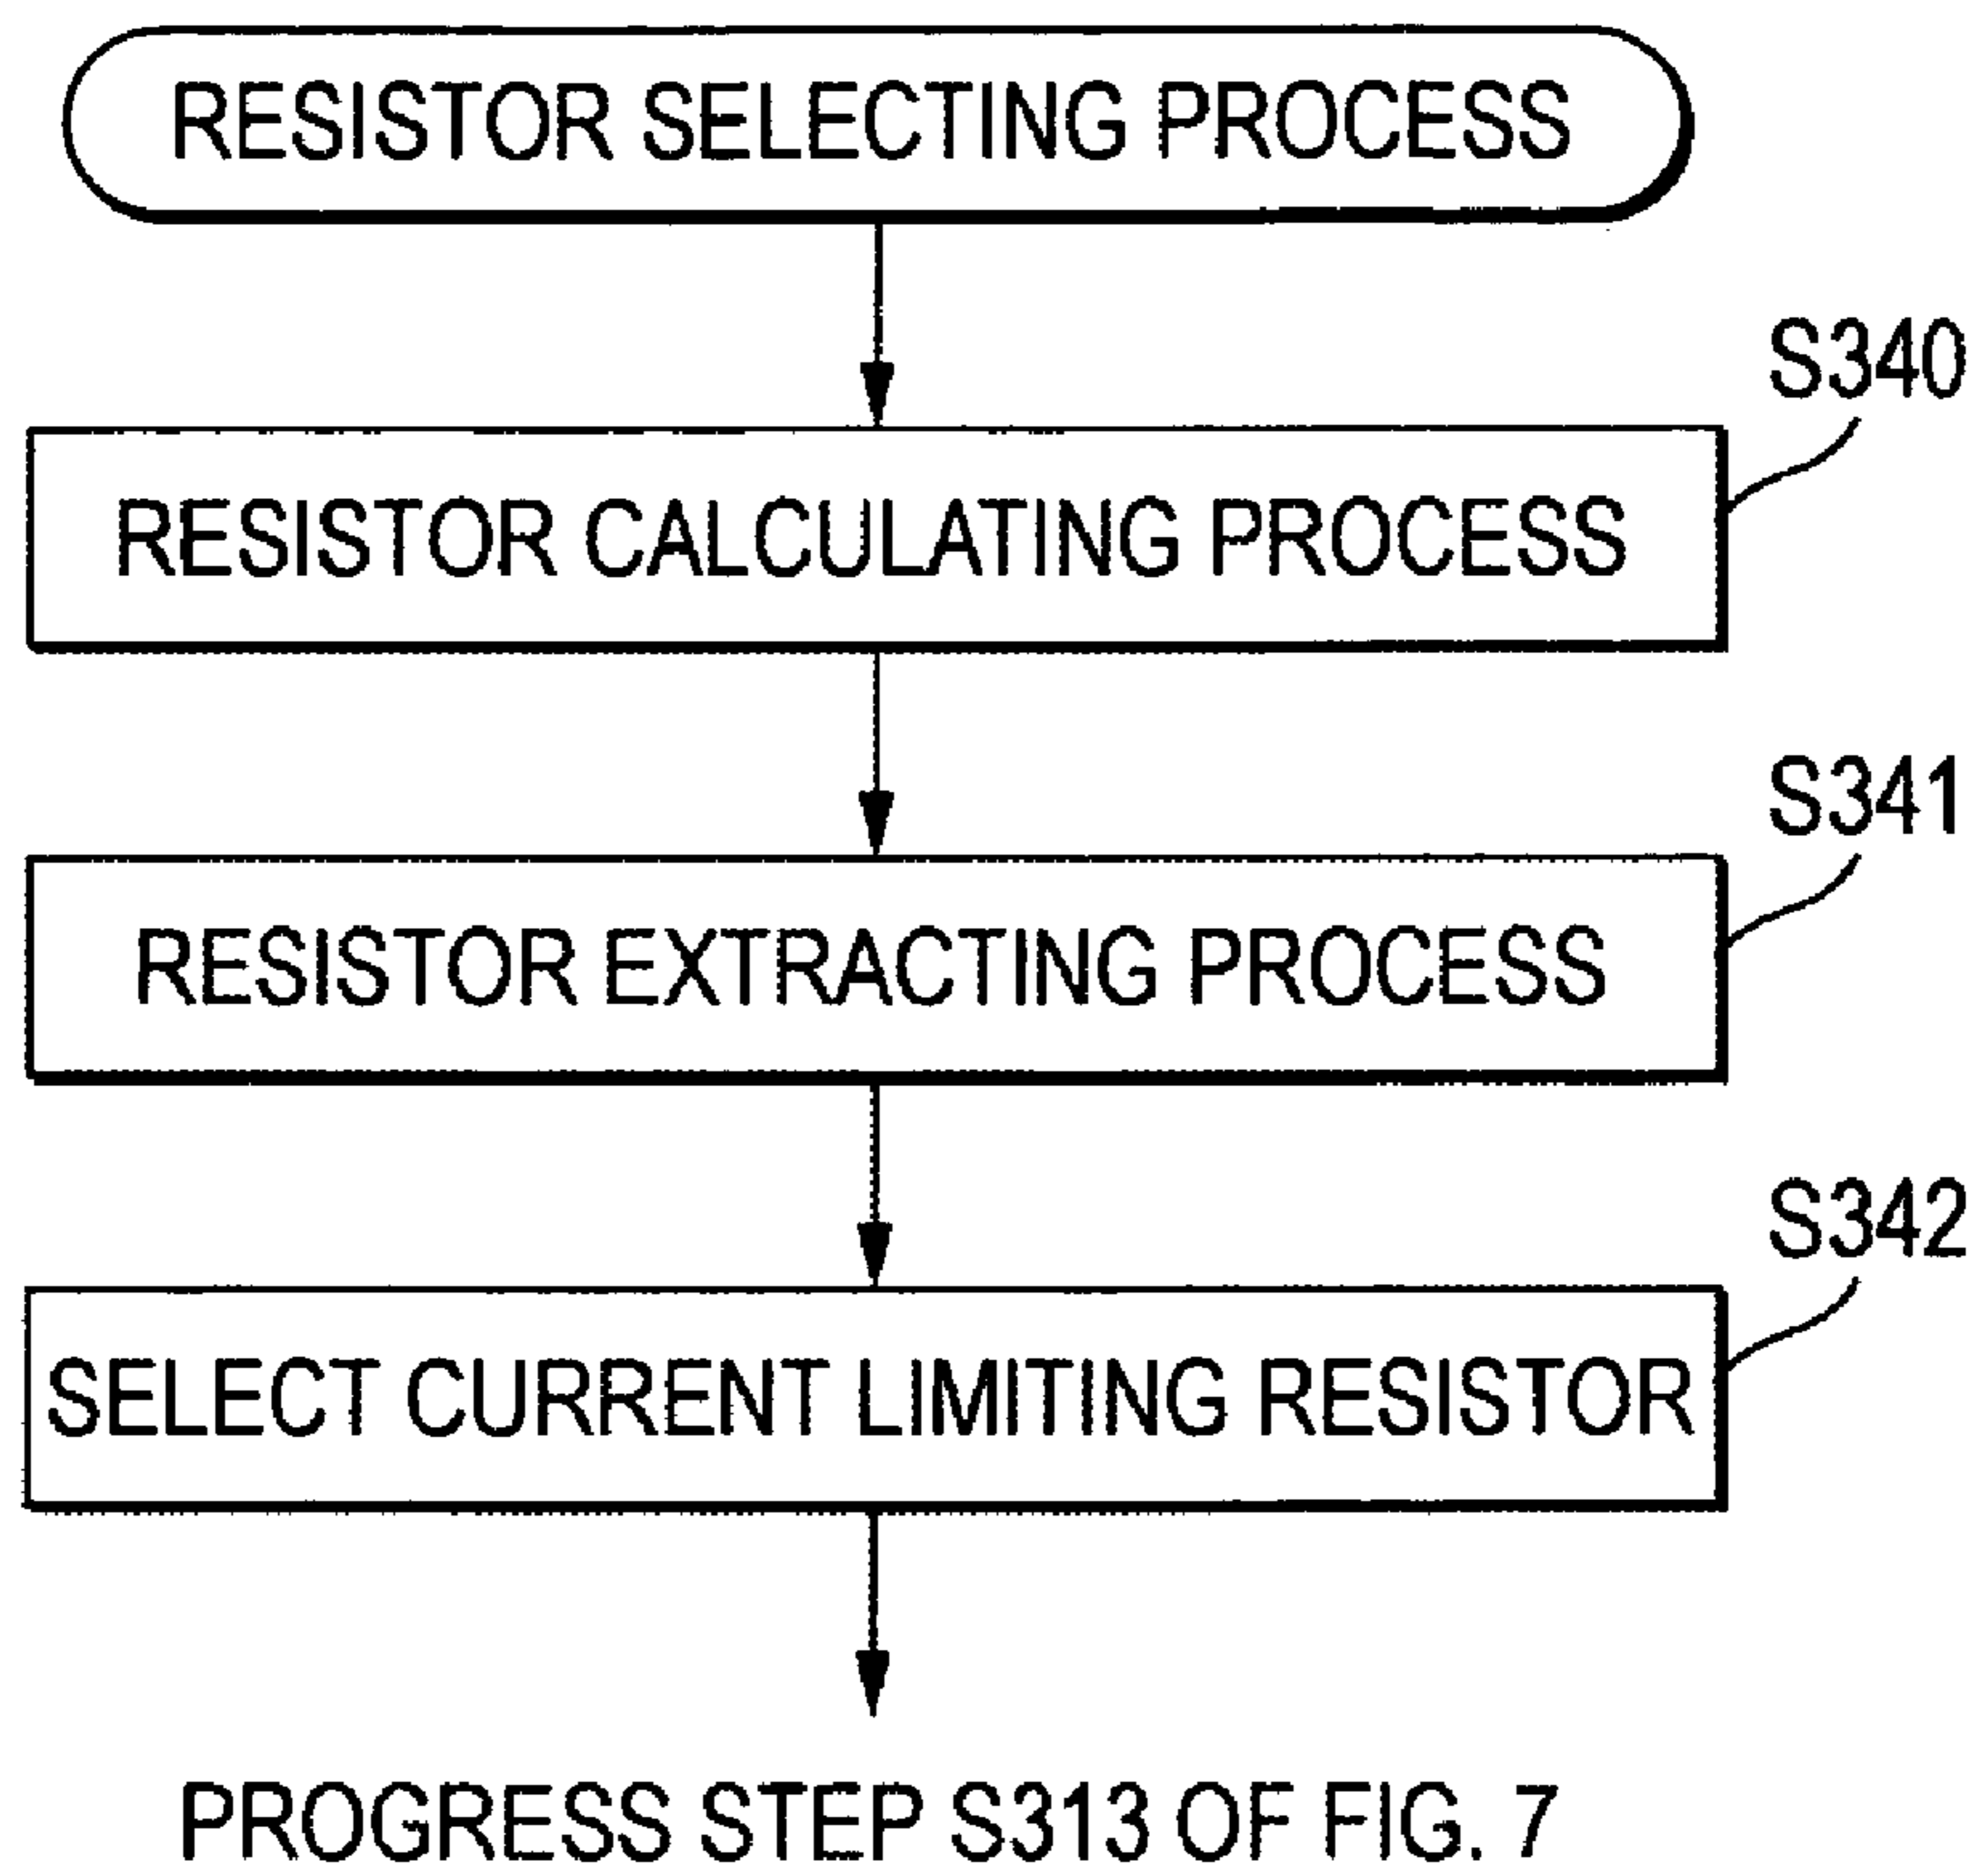 RESISTOR SELECTING PROCESS
S340
RESISTOR CALCULATING PROCESS
S341
RESISTOR EXTRACTING PROCESS
S342
SELECT CURRENT LIMITING RESISTOR
PROGRESS STEP S313 OF FIG. 7